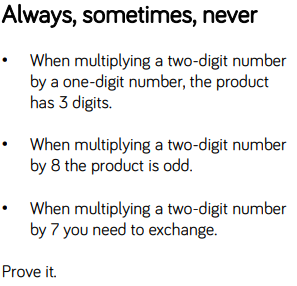 Always, sometimes, never
• When multiplying a two-digit number
by a one-digit number, the product
has 3 digits.
• When multiplying a two-digit number
by 8 the product is odd.
• When multiplying a two-digit number
by 7 you need to exchange.
Prove it.